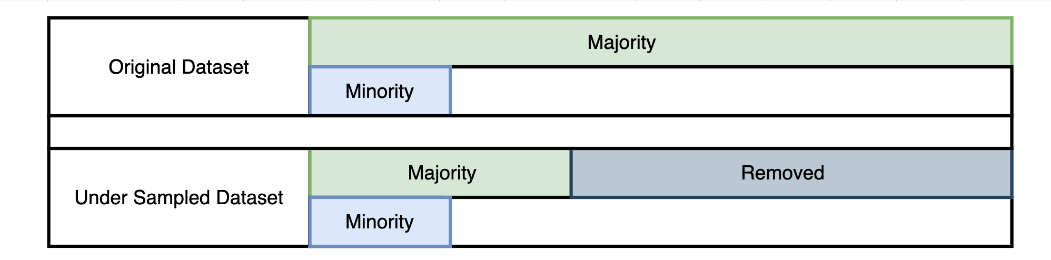 Original Dataset
Majority
Minority
Under Sampled Dataset
Majority
Removed
Minority